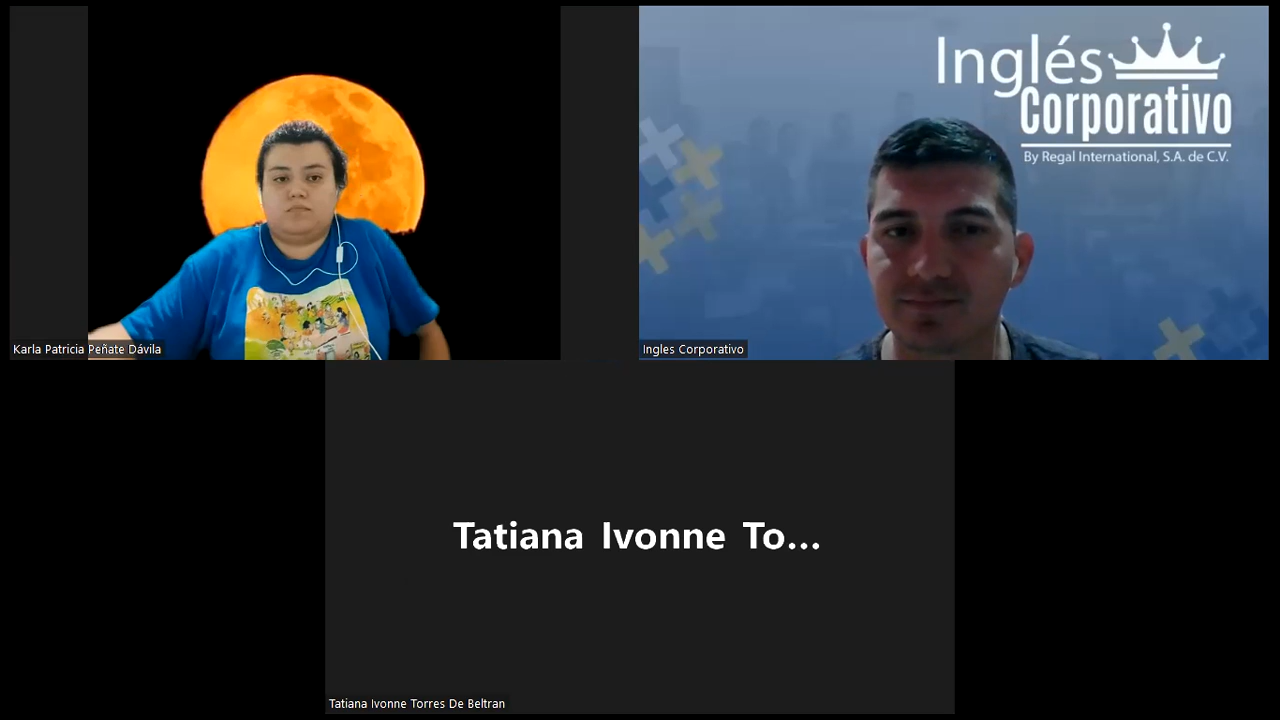 Inglés
Corporativo
By Regal International, S.A. de C.V.
Karla Patricia Peñate Dávila
Ingles Corporativo
Tatiana Ivonne To...
Tatiana Ivonne Torres De Beltran